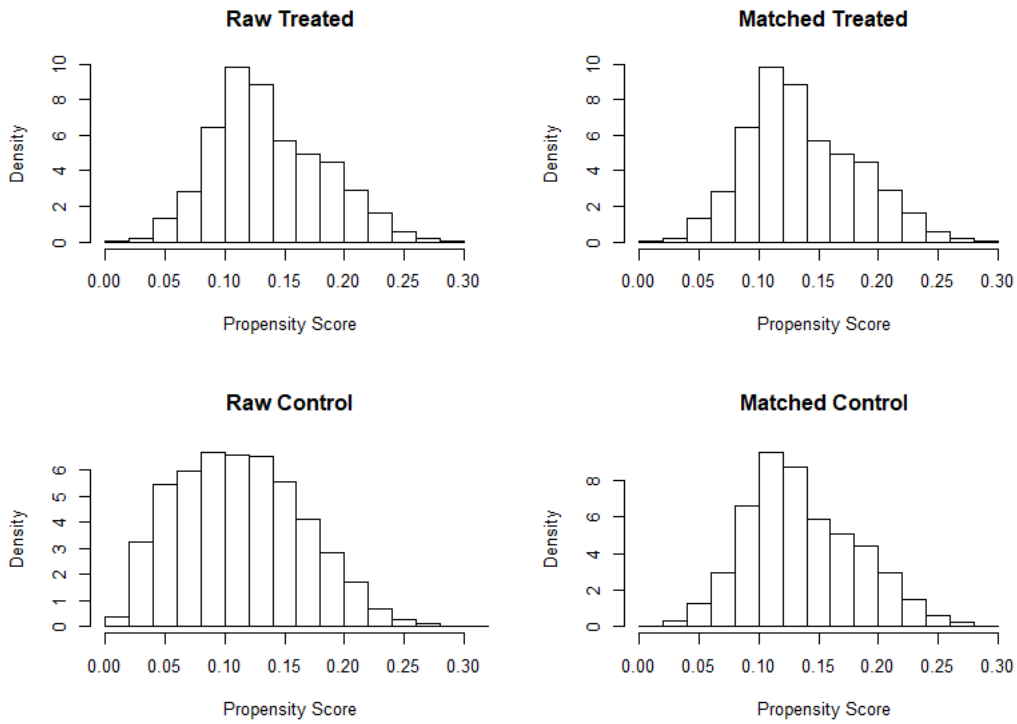 Raw Treated
Density
0 2 4 6 8 10
0.00 0.05 0.10 0.15 0.20 0.25 0.30
Propensity Score
Matched Treated
Density
0 2 4 6 8 10
0.00 0.05 0.10 0.15 0.20 0.25 0.30
Propensity Score
Raw Control
Density
0 1 2 3 4 5 6
0.00 0.05 0.10 0.15 0.20 0.25 0.30
Propensity Score
Matched Control
Density
0 2 4 6 8
0.00 0.05 0.10 0.15 0.20 0.25 0.30
Propensity Score